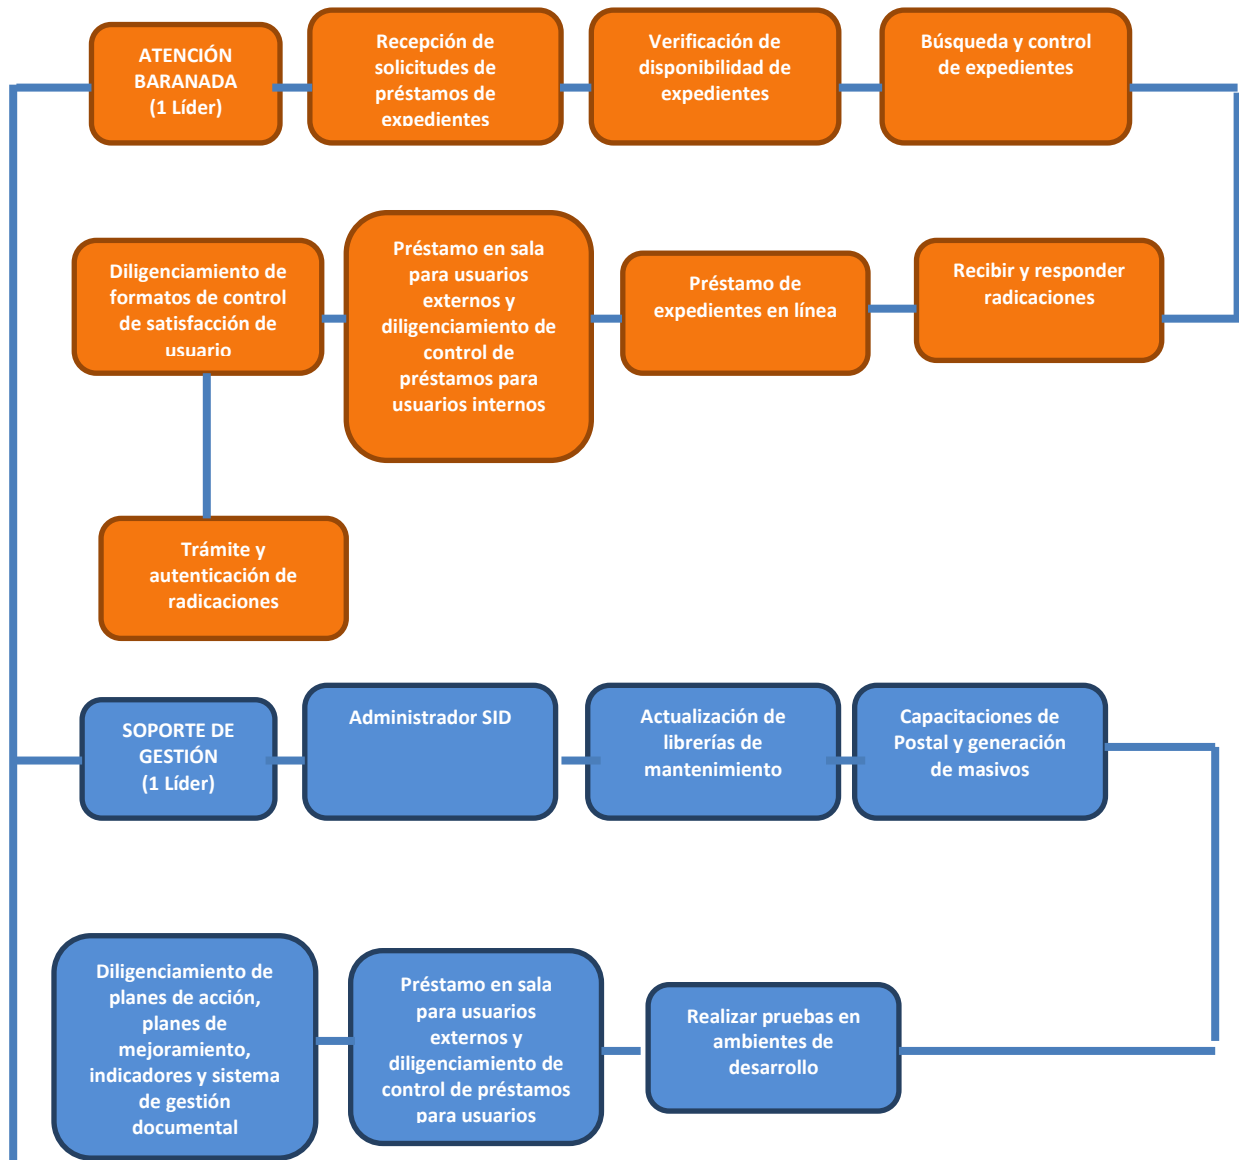 ATENCIÓN
BARANADA
(1 Líder)
Recepción de
solicitudes de
préstamos de
expedientes
Verificación de
disponibilidad de
expedientes
Búsqueda y control
de expedientes
Recibir y responder
radicaciones
Préstamo de
expedientes en línea
Préstamo en sala
para usuarios
externos y
diligenciamiento de
control de
préstamos para
usuarios internos
Diligenciamiento de
formatos de control
de satisfacción de
usuario
Trámite y
autenticación de
radicaciones
SOPORTE DE
GESTIÓN
(1 Líder)
Administrador SID
Actualización de
librerías de
mantenimiento
Capacitaciones de
Postal y generación
de masivos
Realizar pruebas en
ambientes de
desarrollo
Préstamo en sala
para usuarios
externos y
diligenciamiento de
control de préstamos
para usuarios
Diligenciamiento de
planes de acción,
planes de
mejoramiento,
indicadores y sistema
de gestión
documental